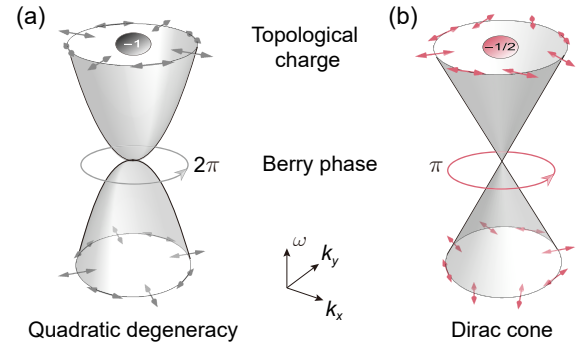 (a)
−1
Topological
charge
(b)
−1/2
2π
Berry phase
π
ω
k_y
k_x
Quadratic degeneracy
Dirac cone